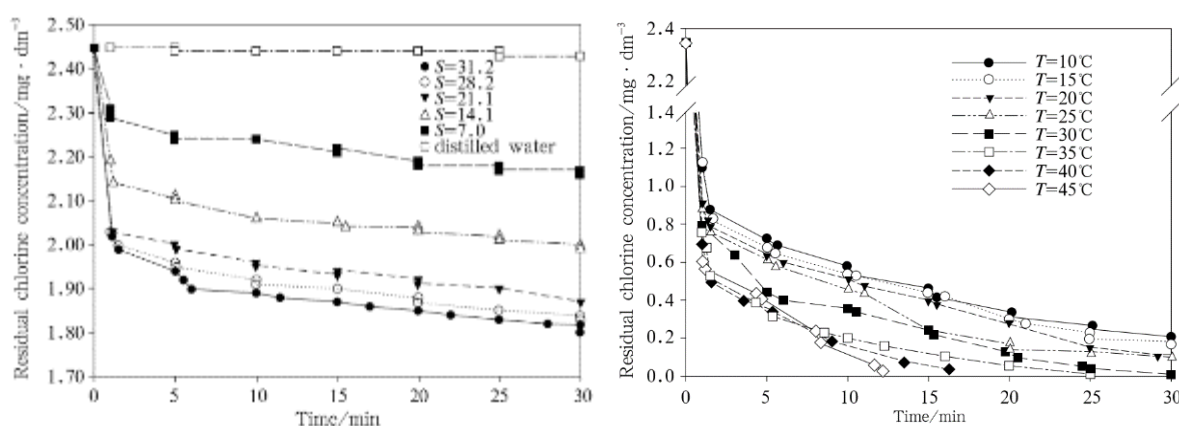 Residual chlorine concentration/mg · dm⁻³
2.50
2.40
2.30
2.20
2.10
2.00
1.90
1.80
1.70
S=31.2
S=28.2
S=21.1
S=14.1
S=7.0
distilled water
0 5 10 15 20 25 30
Time/min
Residual chlorine concentration/mg · dm⁻³
2.4
2.2
1.4
1.2
1.0
0.8
0.6
0.4
0.2
0.0
T=10℃
T=15℃
T=20℃
T=25℃
T=30℃
T=35℃
T=40℃
T=45℃
0 5 10 15 20 25 30
Time/min